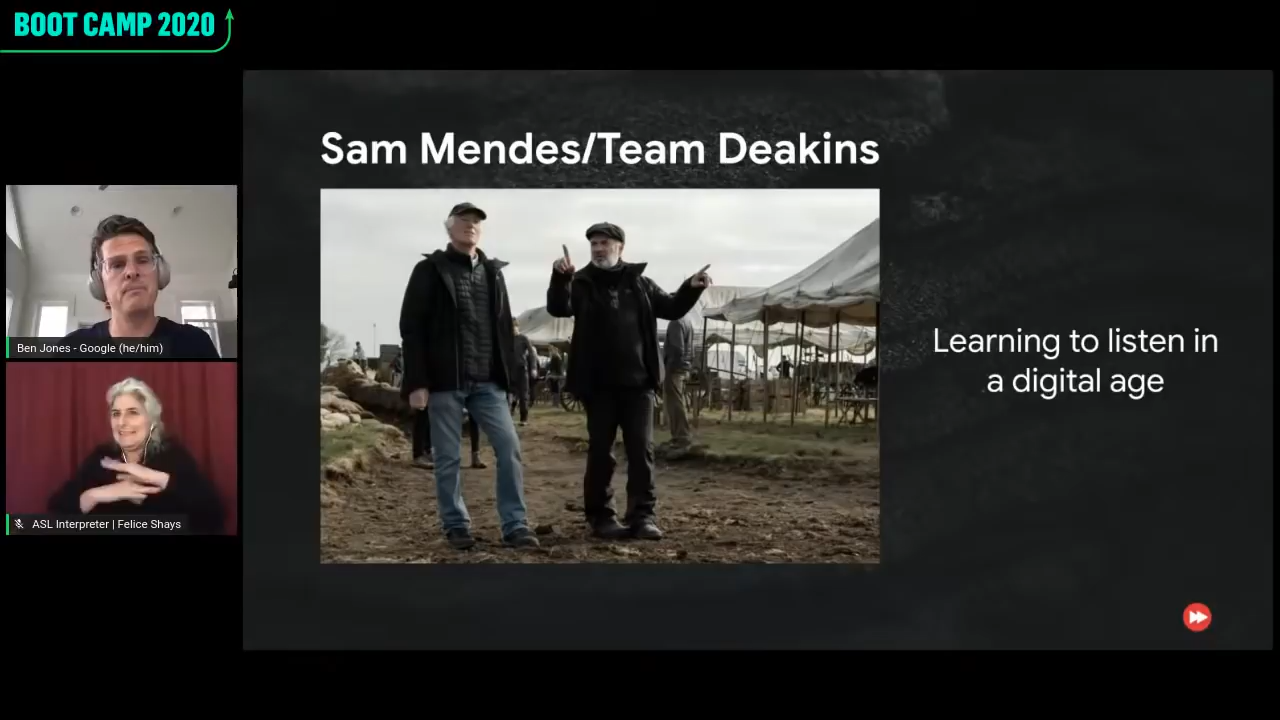 BOOT CAMP 2020
Sam Mendes/Team Deakins
Learning to listen in
a digital age
Ben Jones - Google (he/him)
ASL Interpreter | Felice Shays